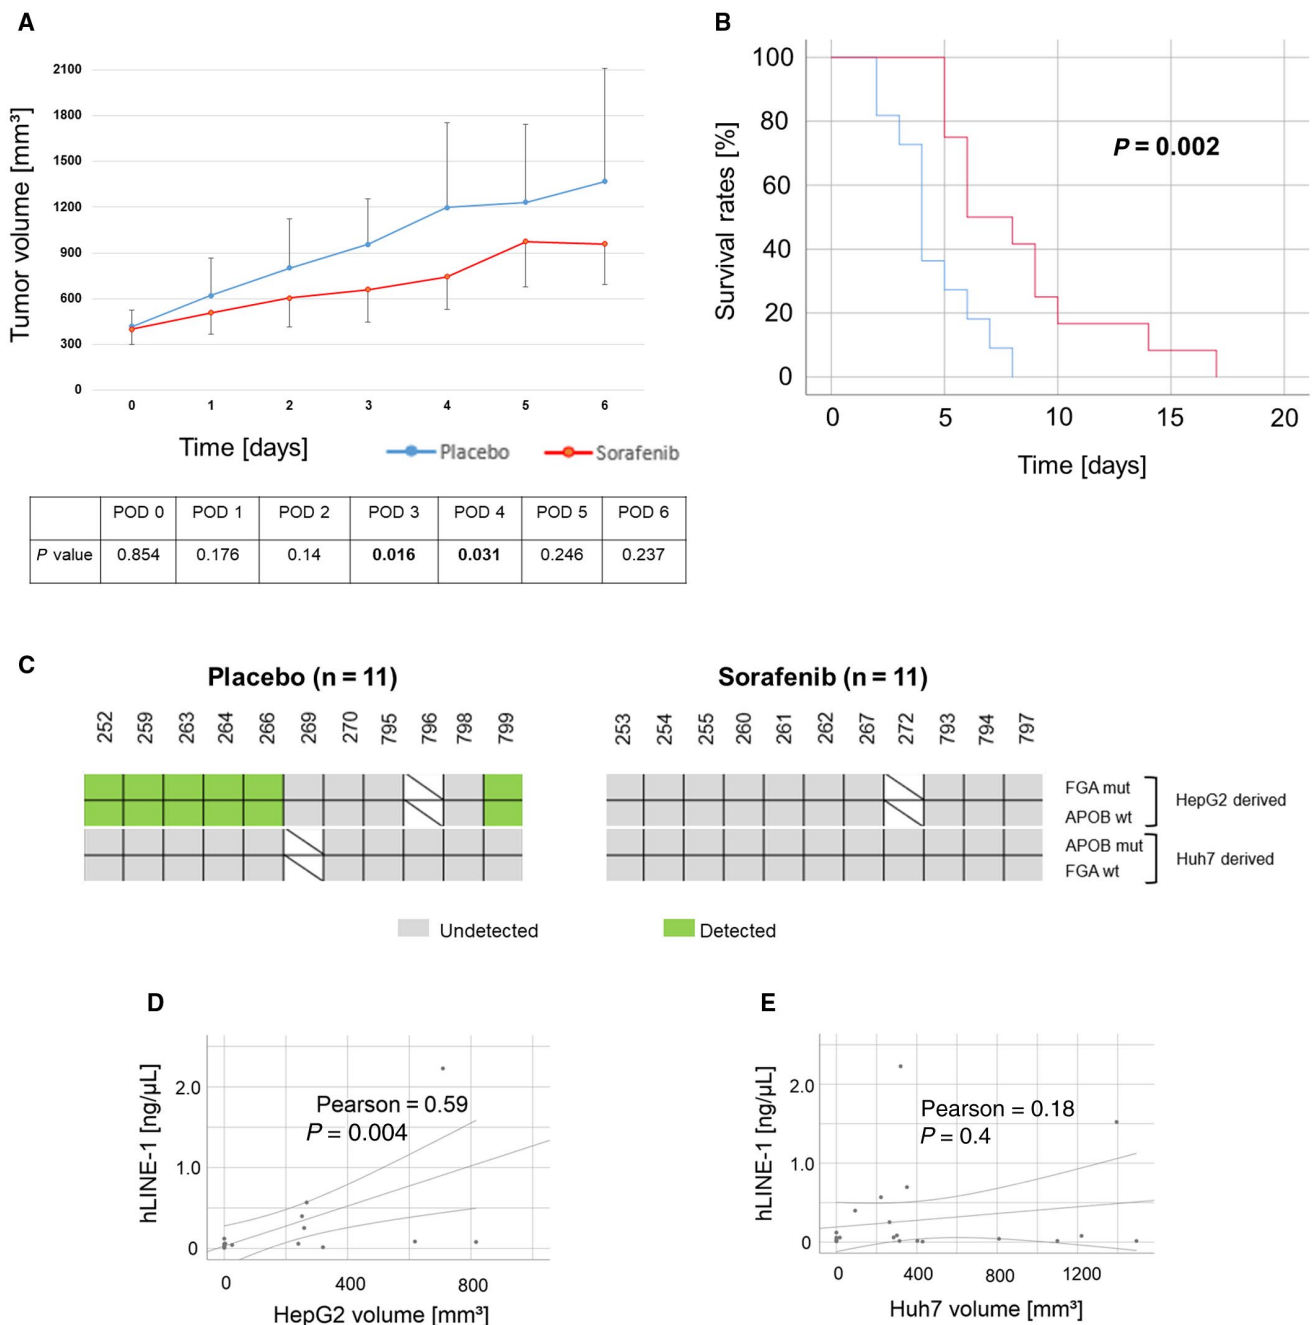 A
Tumor volume [mm³]
2100
1800
1500
1200
900
600
300
0
0 1 2 3 4 5 6
Time [days]
Placebo Sorafenib
POD 0 POD 1 POD 2 POD 3 POD 4 POD 5 POD 6
P value 0.854 0.176 0.14 0.016 0.031 0.246 0.237
B
Survival rates [%]
100
80
60
40
20
0
P = 0.002
0 5 10 15 20
Time [days]
C
Placebo (n = 11)
252 259 263 264 266 269 270 795 796 798 799
Sorafenib (n = 11)
253 254 255 260 261 262 267 272 793 794 797
FGA mut
APOB wt
HepG2 derived
APOB mut
FGA wt
Huh7 derived
Undetected Detected
D
hLINE-1 [ng/µL]
2.0
1.0
0
Pearson = 0.59
P = 0.004
0 400 800
HepG2 volume [mm³]
E
hLINE-1 [ng/µL]
2.0
1.0
0
Pearson = 0.18
P = 0.4
0 400 800 1200
Huh7 volume [mm³]